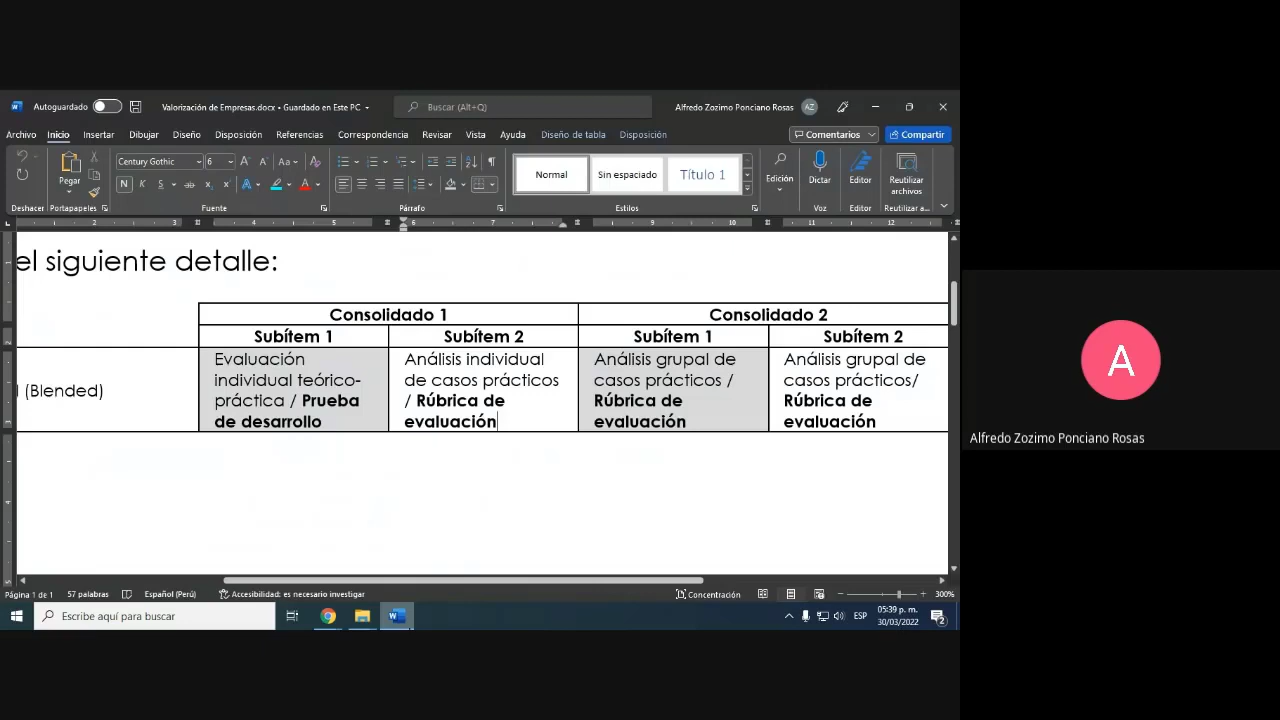 Autoguardado
Valorización de Empresas.docx • Guardado en Este PC
Buscar (Alt+Q)
Alfredo Zozimo Ponciano Rosas
AZ
Archivo Inicio Insertar Dibujar Diseño Disposición Referencias Correspondencia Revisar Vista Ayuda Diseño de tabla Disposición
Comentarios
Compartir
Pegar
Century Gothic
6
Normal
Sin espaciado
Título 1
Edición
Dictar
Editor
Reutilizar
archivos
Deshacer
Portapapeles
Fuente
Párrafo
Estilos
Voz
Editor
Reutilizar a...
el siguiente detalle:
Consolidado 1
Consolidado 2
Subítem 1
Subítem 2
Subítem 1
Subítem 2
(Blended)
Evaluación
individual teórico-
práctica / Prueba
de desarrollo
Análisis individual
de casos prácticos
/ Rúbrica de
evaluación
Análisis grupal de
casos prácticos /
Rúbrica de
evaluación
Análisis grupal de
casos prácticos/
Rúbrica de
evaluación
Página 1 de 1
57 palabras
Español (Perú)
Accesibilidad: es necesario investigar
Concentración
300%
Escribe aquí para buscar
ESP
05:39 p. m.
30/03/2022
2
A
Alfredo Zozimo Ponciano Rosas